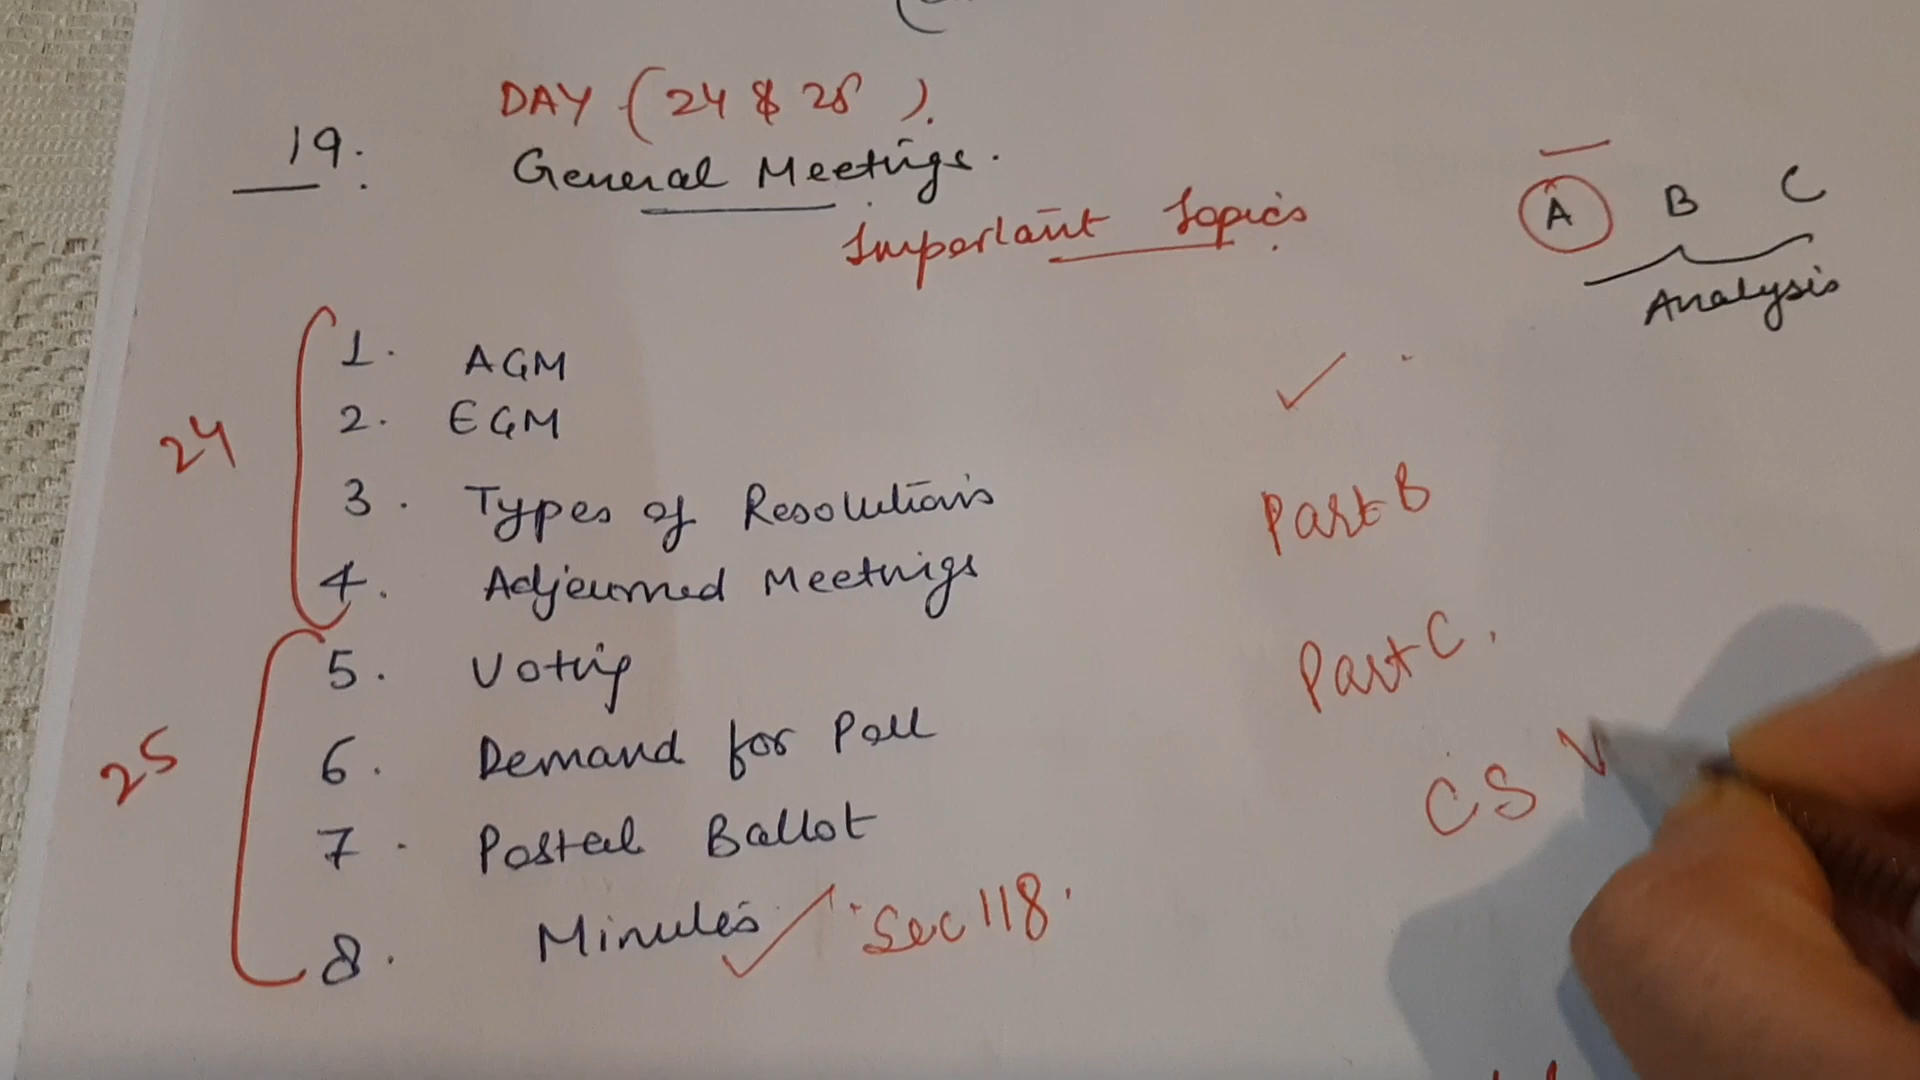 DAY (24 & 25).
19. General Meetings.
Important Topics
A B C
Analysis
24
1. AGM
2. EGM
3. Types of Resolutions
4. Adjourned Meetings
Part B
25
5. Voting
6. Demand for Poll
7. Postal Ballot
8. Minutes Sec 118.
Part C.
CS